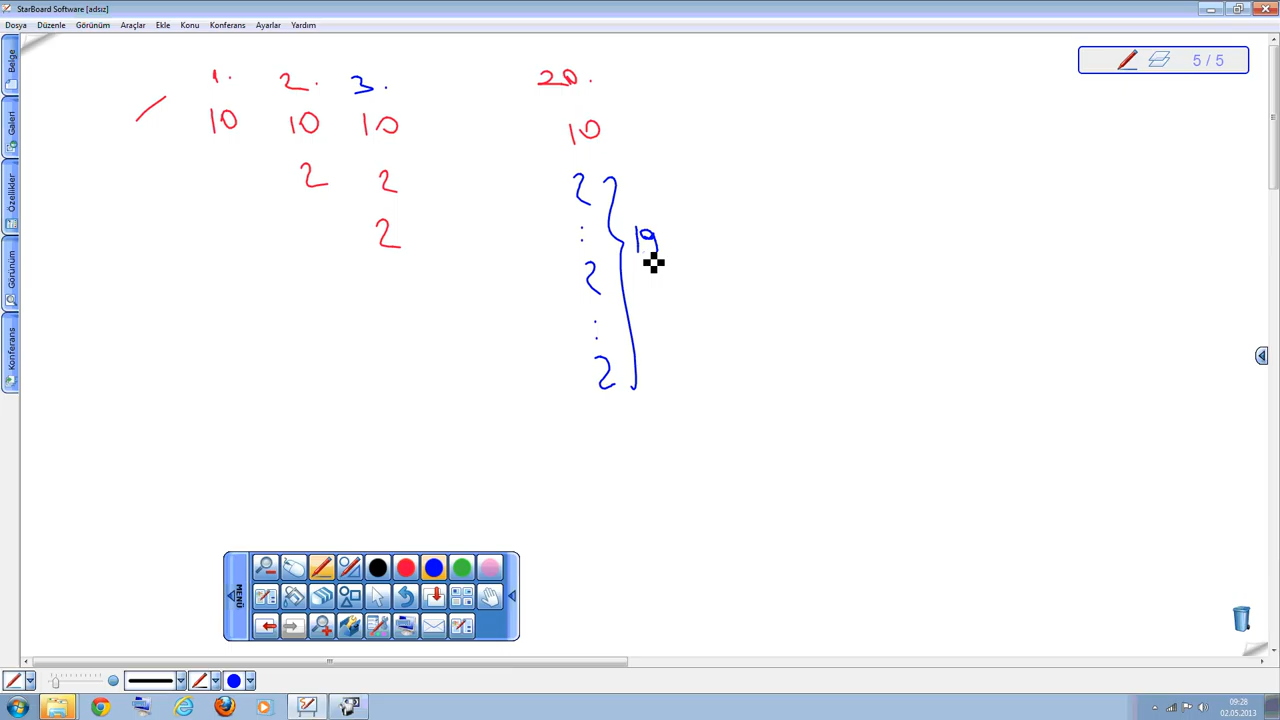 StarBoard Software [adsız]
Dosya Düzenle Görünüm Araçlar Ekle Konu Konferans Ayarlar Yardım
Belge
Galeri
Özellikler
Görünüm
Konferans
5 / 5
1. 2. 3. 20.
10 10 10 10
2 2 2
2 : 19
2
:
2
MENÜ
09:28
02.05.2013